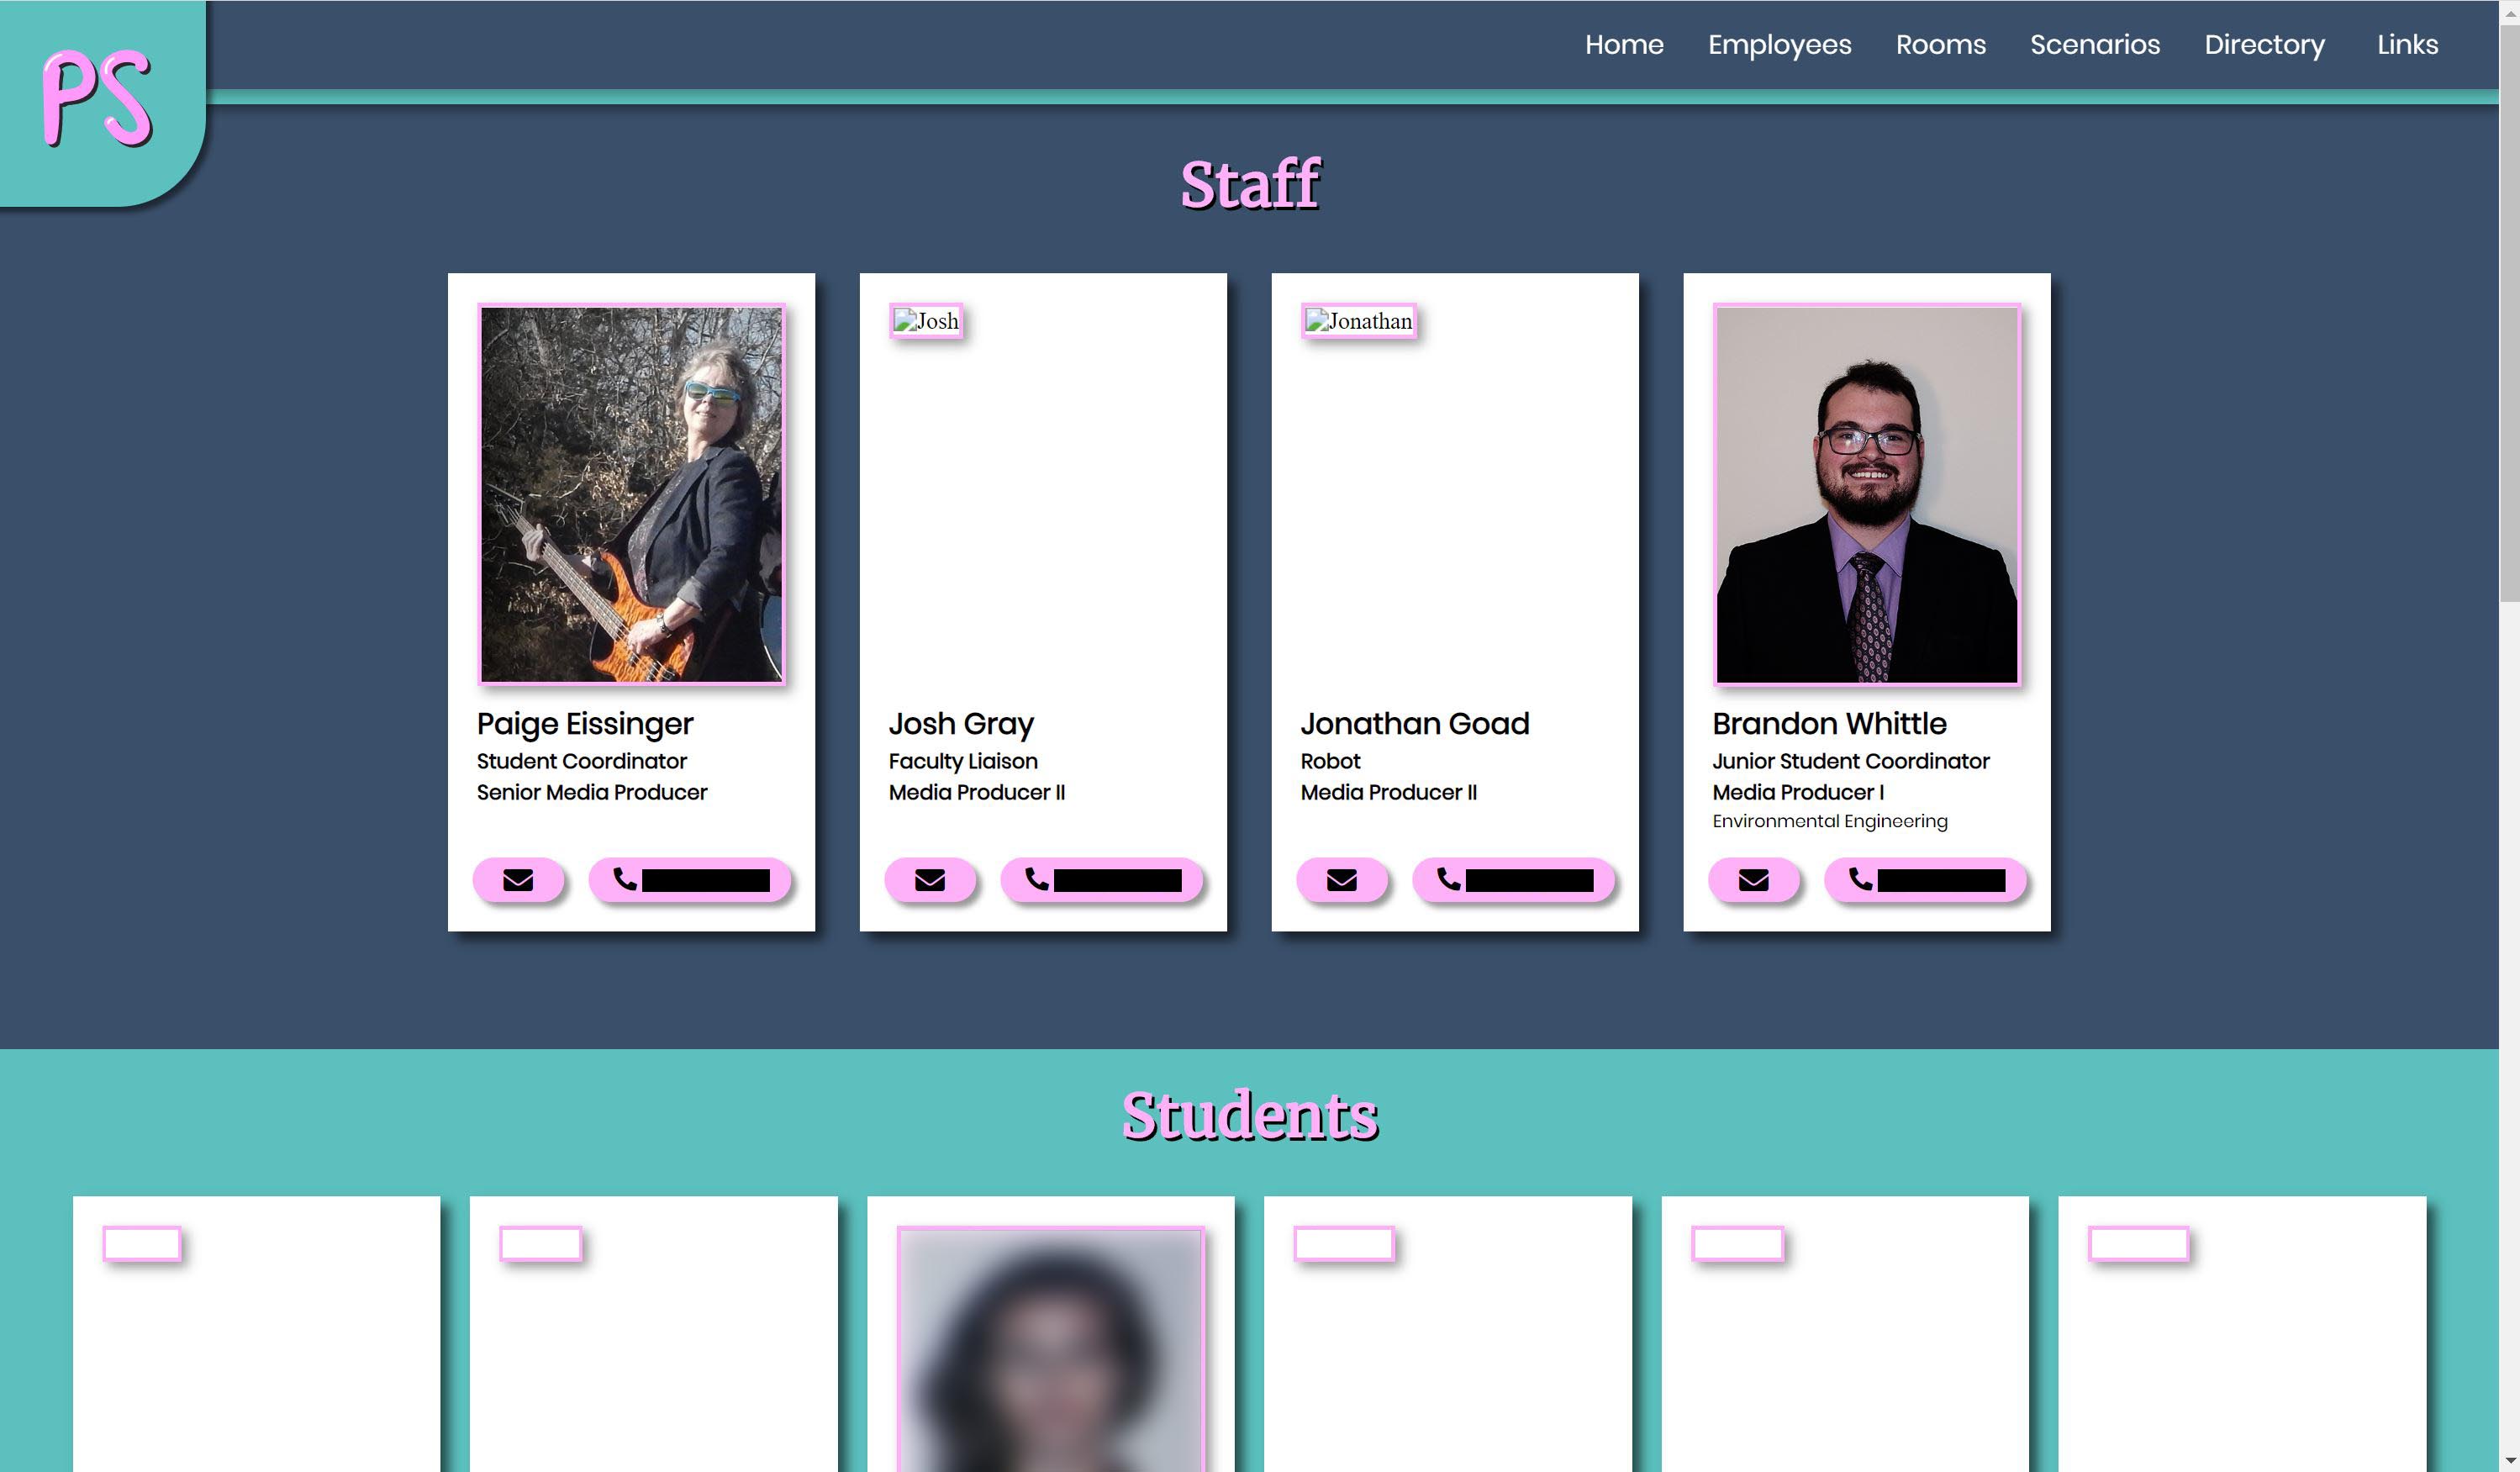 PS
Home Employees Rooms Scenarios Directory Links
Staff
Josh
Jonathan
Paige Eissinger
Student Coordinator
Senior Media Producer
Josh Gray
Faculty Liaison
Media Producer II
Jonathan Goad
Robot
Media Producer II
Brandon Whittle
Junior Student Coordinator
Media Producer I
Environmental Engineering
Students